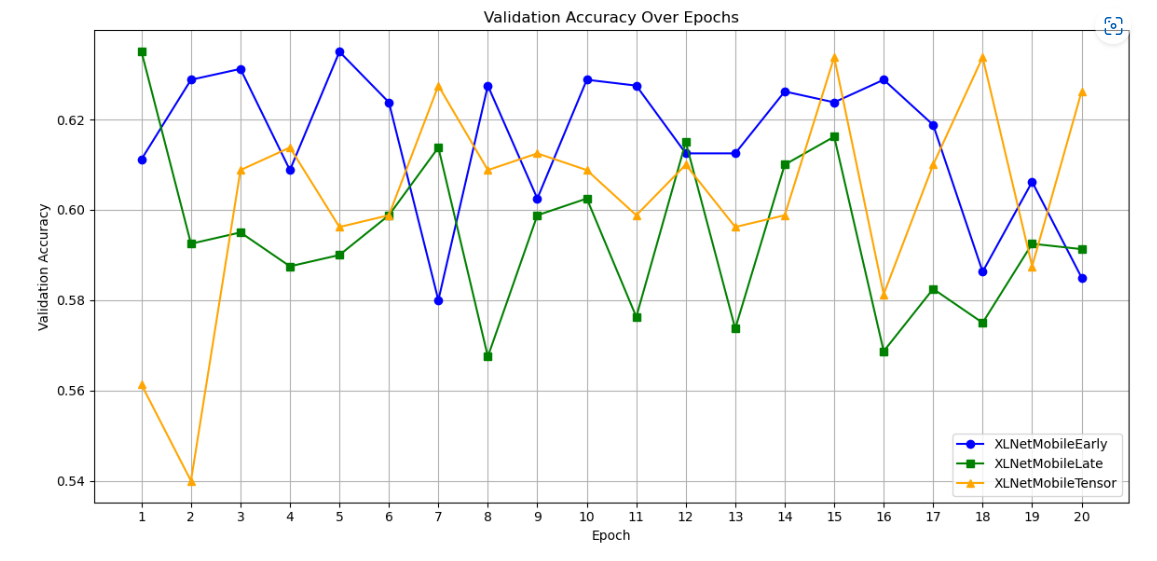 Validation Accuracy Over Epochs
Validation Accuracy
0.62
0.60
0.58
0.56
0.54
1 2 3 4 5 6 7 8 9 10 11 12 13 14 15 16 17 18 19 20
Epoch
XLNetMobileEarly
XLNetMobileLate
XLNetMobileTensor